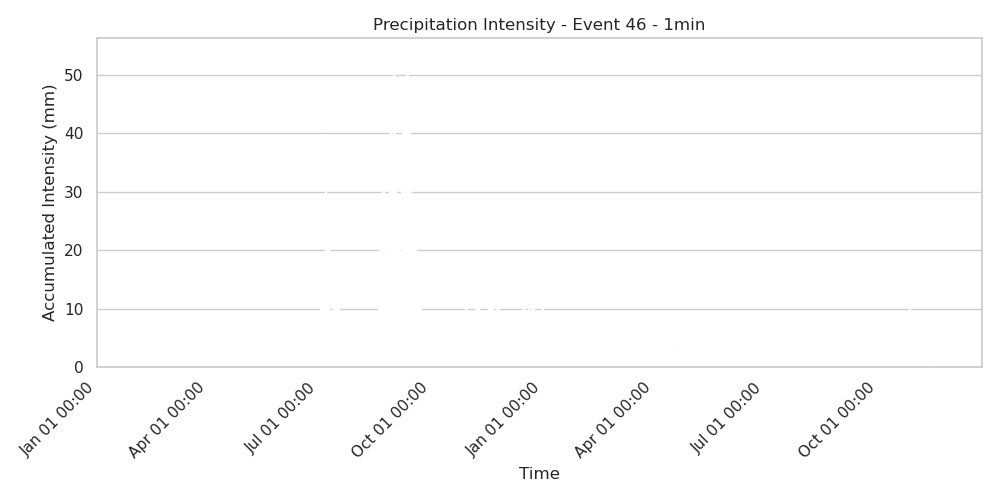 Precipitation Intensity - Event 46 - 1min
Accumulated Intensity (mm)
50
40
30
20
10
0
Jan 01 00:00
Apr 01 00:00
Jul 01 00:00
Oct 01 00:00
Jan 01 00:00
Apr 01 00:00
Jul 01 00:00
Oct 01 00:00
Time